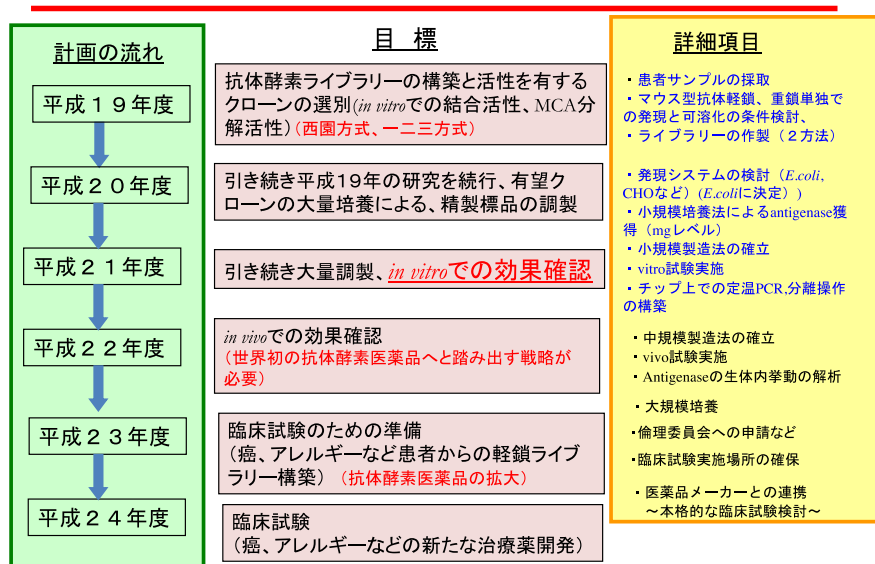 計画の流れ
平成１９年度
平成２０年度
平成２１年度
平成２２年度
平成２３年度
平成２４年度
目 標
抗体酵素ライブラリーの構築と活性を有する
クローンの選別(in vitroでの結合活性、MCA分
解活性)(西園方式、一二三方式)
引き続き平成19年の研究を続行、有望ク
ローンの大量培養による、精製標品の調製
引き続き大量調製、in vitroでの効果確認
in vivoでの効果確認
(世界初の抗体酵素医薬品へと踏み出す戦略が
必要)
臨床試験のための準備
(癌、アレルギーなど患者からの軽鎖ライブ
ラリー構築) (抗体酵素医薬品の拡大)
臨床試験
(癌、アレルギーなどの新たな治療薬開発)
詳細項目
・患者サンプルの採取
・マウス型抗体軽鎖、重鎖単独で
の発現と可溶化の条件検討、
・ライブラリーの作製（２方法）
・発現システムの検討（E.coli,
CHOなど）(E.coliに決定））
・小規模培養法によるantigenase獲
得（mgレベル）
・小規模製造法の確立
・vitro試験実施
・チップ上での定温PCR,分離操作
の構築
・中規模製造法の確立
・vivo試験実施
・Antigenaseの生体内挙動の解析
・大規模培養
・倫理委員会への申請など
・臨床試験実施場所の確保
・医薬品メーカーとの連携
～本格的な臨床試験検討～